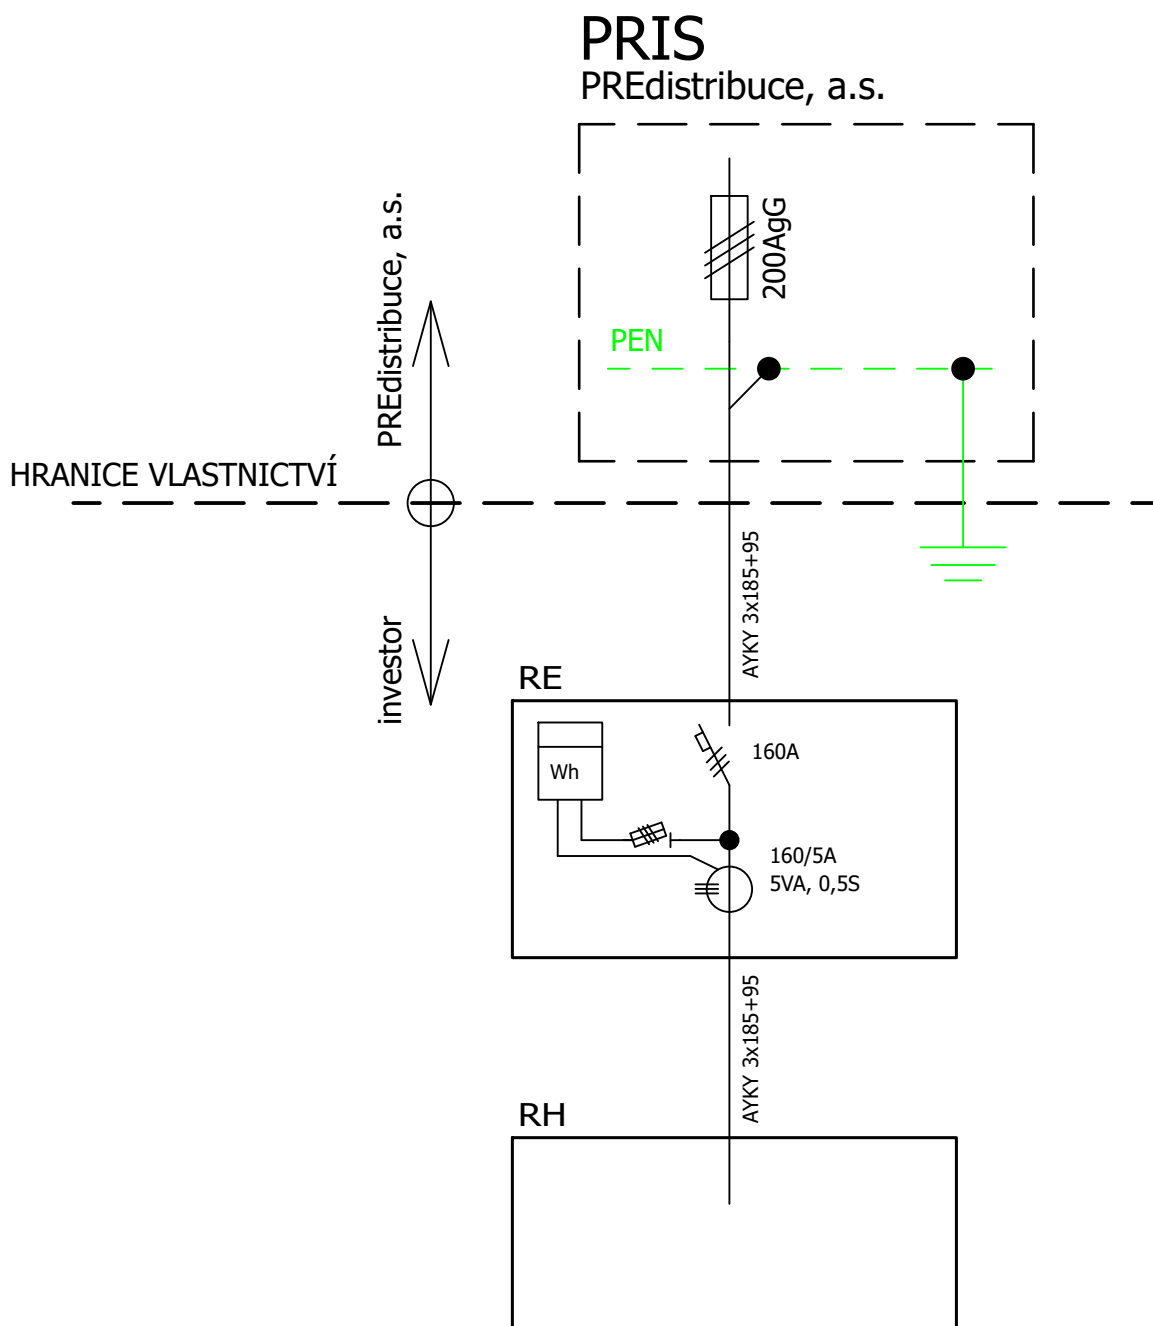 PRIS
PREdistribuce, a.s.
200AgG
PREdistribuce, a.s.
PEN
HRANICE VLASTNICTVÍ
AYKY 3x185+95
investor
RE
160A
Wh
160/5A
5VA, 0,5S
AYKY 3x185+95
RH